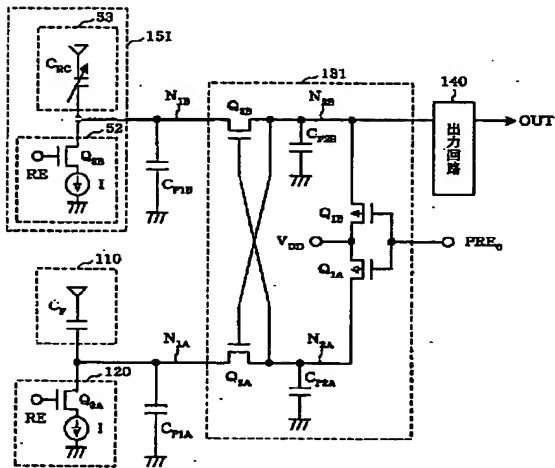 53
151
C_RC
52
RE
Q_3B
I
N_1B
C_P1B
Q_2B
131
N_2B
C_P2B
140
出力回路
OUT
Q_1B
V_DD
PRE_0
Q_1A
110
C_F
N_1A
Q_2A
N_2A
120
RE
Q_3A
I
C_P1A
C_P2A